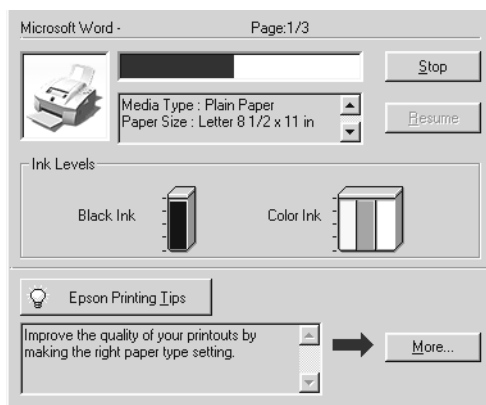 Microsoft Word - Page:1/3
Stop
Media Type : Plain Paper
Paper Size : Letter 8 1/2 x 11 in
Resume
Ink Levels
Black Ink
Color Ink
Epson Printing Tips
Improve the quality of your printouts by
making the right paper type setting.
More...